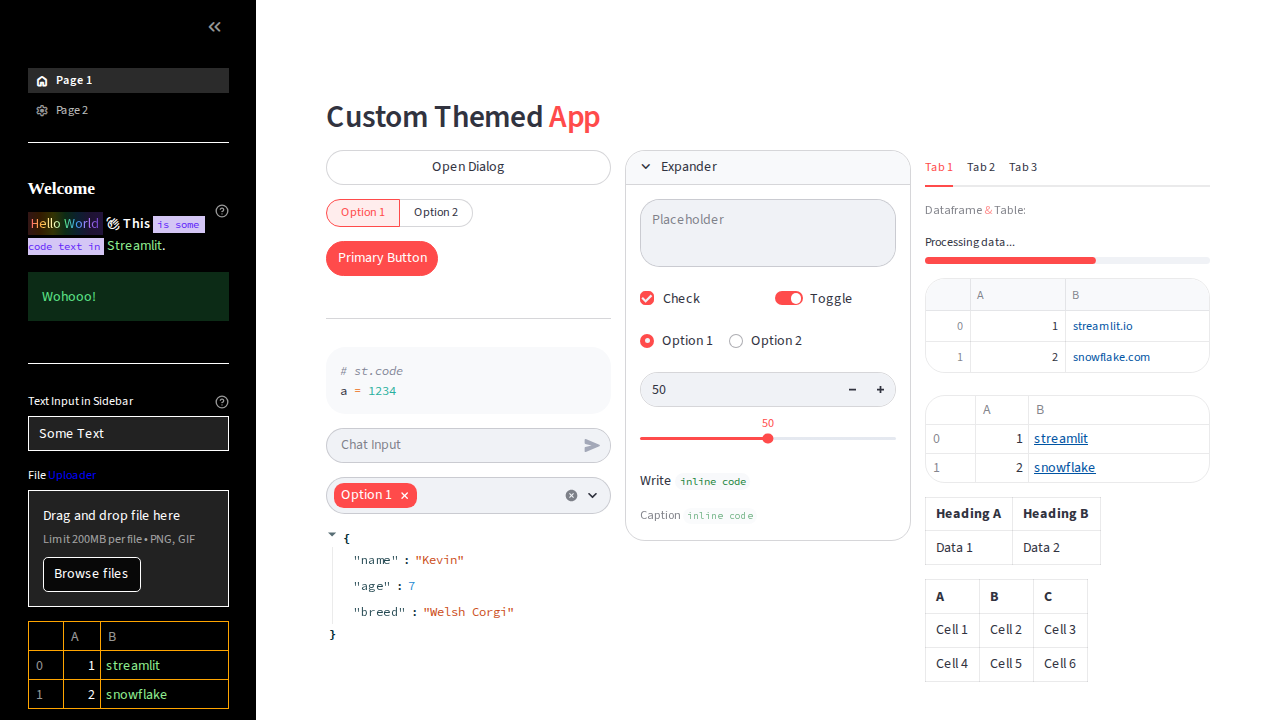 Page 1
Page 2
Welcome
Hello World 👋 This is some
code text in Streamlit.
Wohooo!
Text Input in Sidebar
Some Text
File Uploader
Drag and drop file here
Limit 200MB per file • PNG, GIF
Browse files
A B
0 1 streamlit
1 2 snowflake
Custom Themed App
Open Dialog
Option 1 Option 2
Primary Button
# st.code
a = 1234
Chat Input
Option 1
{
"name" : "Kevin"
"age" : 7
"breed" : "Welsh Corgi"
}
Expander
Placeholder
Check Toggle
Option 1 Option 2
50
50
Write inline code
Caption inline code
Tab 1 Tab 2 Tab 3
Dataframe & Table:
Processing data...
A B
0 1 streamlit.io
1 2 snowflake.com
A B
0 1 streamlit
1 2 snowflake
Heading A Heading B
Data 1 Data 2
A B C
Cell 1 Cell 2 Cell 3
Cell 4 Cell 5 Cell 6